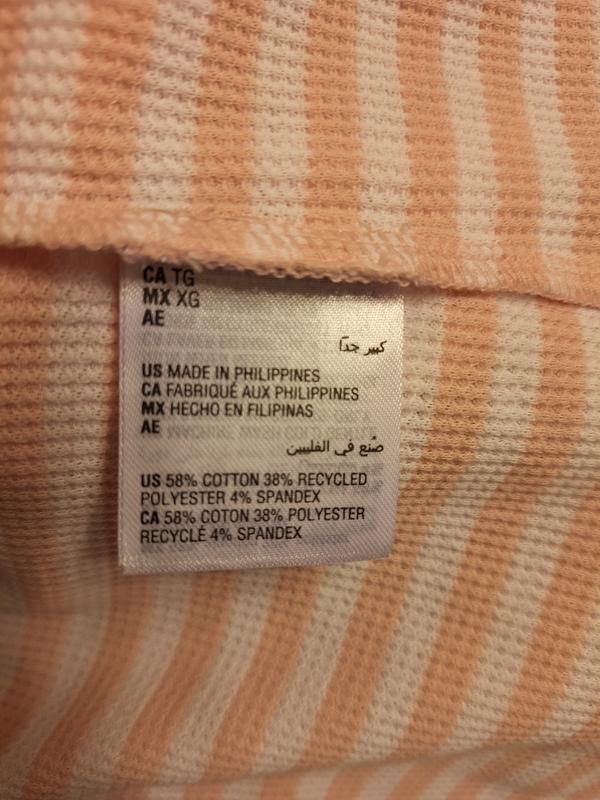 CA TG
MX XG
AE
كبير جدًا
US MADE IN PHILIPPINES
CA FABRIQUÉ AUX PHILIPPINES
MX HECHO EN FILIPINAS
AE
صُنع في الفلبين
US 58% COTTON 38% RECYCLED
POLYESTER 4% SPANDEX
CA 58% COTON 38% POLYESTER
RECYCLÉ 4% SPANDEX